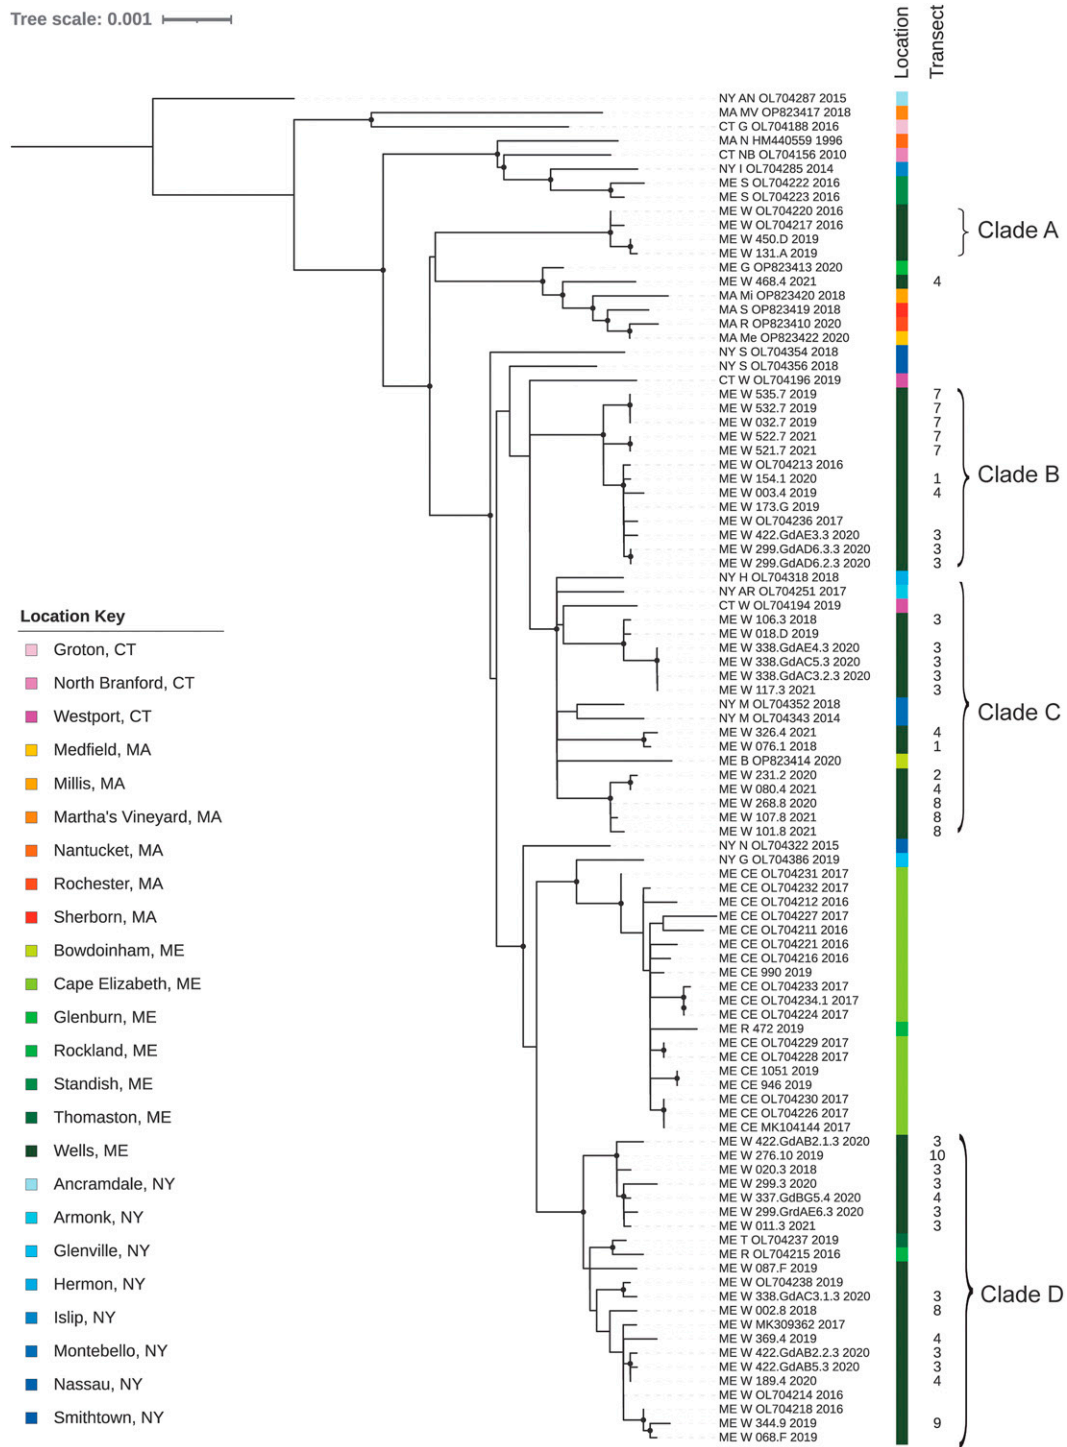 Tree scale: 0.001
Location
Transect
NY AN OL704287 2015
MA MV OP823417 2018
CT G OL704188 2016
MA N HM440559 1996
CT NB OL704156 2010
NY I OL704285 2014
ME S OL704222 2016
ME S OL704223 2016
ME W OL704220 2016
ME W OL704217 2016
ME W 450.D 2019
ME W 131.A 2019
Clade A
ME G OP823413 2020
ME W 468.4 2021 4
MA Mi OP823420 2018
MA S OP823419 2018
MA R OP823410 2020
MA Me OP823422 2020
NY S OL704354 2018
NY S OL704356 2018
CT W OL704196 2019
ME W 535.7 2019 7
ME W 532.7 2019 7
ME W 032.7 2019 7
ME W 522.7 2021 7
ME W 521.7 2021 7
ME W OL704213 2016
ME W 154.1 2020 1
ME W 003.4 2019 4
ME W 173.G 2019
ME W OL704236 2017
ME W 422.GdAE3.3 2020 3
ME W 299.GdAD6.3.3 2020 3
ME W 299.GdAD6.2.3 2020 3
Clade B
NY H OL704318 2018
NY AR OL704251 2017
CT W OL704194 2019
ME W 106.3 2018 3
ME W 018.D 2019
ME W 338.GdAE4.3 2020 3
ME W 338.GdAC5.3 2020 3
ME W 338.GdAC3.2.3 2020 3
ME W 117.3 2021 3
NY M OL704352 2018
NY M OL704343 2014
ME W 326.4 2021 4
ME W 076.1 2018 1
ME B OP823414 2020
ME W 231.2 2020 2
ME W 080.4 2021 4
ME W 268.8 2020 8
ME W 107.8 2021 8
ME W 101.8 2021 8
Clade C
NY N OL704322 2015
NY G OL704386 2019
ME CE OL704231 2017
ME CE OL704232 2017
ME CE OL704212 2016
ME CE OL704227 2017
ME CE OL704211 2016
ME CE OL704221 2016
ME CE OL704216 2016
ME CE 990 2019
ME CE OL704233 2017
ME CE OL704234.1 2017
ME CE OL704224 2017
ME R 472 2019
ME CE OL704229 2017
ME CE OL704228 2017
ME CE 1051 2019
ME CE 946 2019
ME CE OL704230 2017
ME CE OL704226 2017
ME CE MK104144 2017
ME W 422.GdAB2.1.3 2020 3
ME W 276.10 2019 10
ME W 020.3 2018 3
ME W 299.3 2020 3
ME W 337.GdBG5.4 2020 4
ME W 299.GrdAE6.3 2020 3
ME W 011.3 2021 3
ME T OL704237 2019
ME R OL704215 2016
ME W 087.F 2019
ME W OL704238 2019
ME W 338.GdAC3.1.3 2020 3
ME W 002.8 2018 8
ME W MK309362 2017
ME W 369.4 2019 4
ME W 422.GdAB2.2.3 2020 3
ME W 422.GdAB5.3 2020 3
ME W 189.4 2020 4
ME W OL704214 2016
ME W OL704218 2016
ME W 344.9 2019 9
ME W 068.F 2019
Clade D
Location Key
Groton, CT
North Branford, CT
Westport, CT
Medfield, MA
Millis, MA
Martha's Vineyard, MA
Nantucket, MA
Rochester, MA
Sherborn, MA
Bowdoinham, ME
Cape Elizabeth, ME
Glenburn, ME
Rockland, ME
Standish, ME
Thomaston, ME
Wells, ME
Ancramdale, NY
Armonk, NY
Glenville, NY
Hermon, NY
Islip, NY
Montebello, NY
Nassau, NY
Smithtown, NY